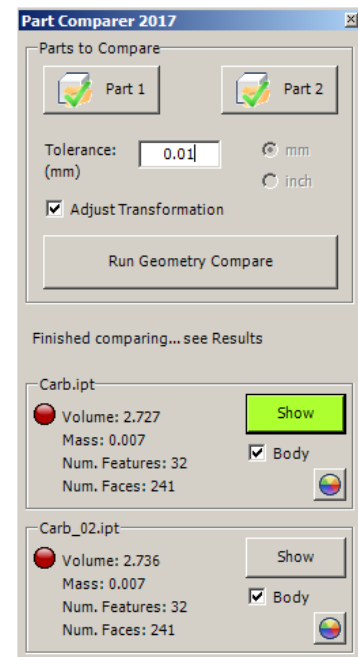 Part Comparer 2017
Parts to Compare
Part 1
Part 2
Tolerance:
(mm)
0.01
mm
inch
Adjust Transformation
Run Geometry Compare
Finished comparing... see Results
Carb.ipt
Volume: 2.727
Mass: 0.007
Num. Features: 32
Num. Faces: 241
Show
Body
Carb_02.ipt
Volume: 2.736
Mass: 0.007
Num. Features: 32
Num. Faces: 241
Show
Body